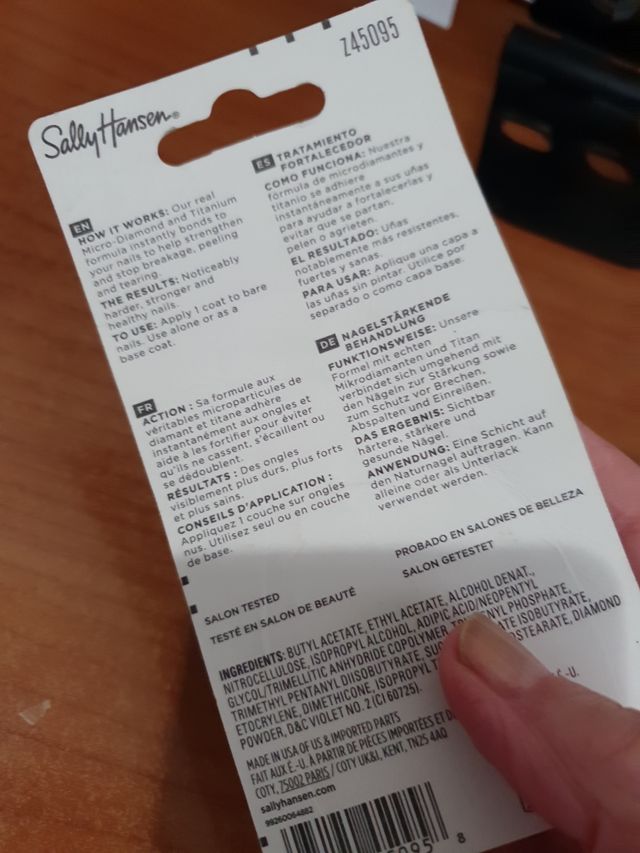 z45095
Sally Hansen®
EN
HOW IT WORKS: Our real
Micro-Diamond and Titanium
formula instantly bonds to
your nails to help strengthen
and stop breakage, peeling
and tearing.
THE RESULTS: Noticeably
harder, stronger and
healthy nails.
TO USE: Apply 1 coat to bare
nails. Use alone or as a
base coat.
ES TRATAMIENTO
FORTALECEDOR
COMO FUNCIONA: Nuestra
fórmula de microdiamantes y
titanio se adhiere
instantáneamente a sus uñas
para ayudar a fortalecerlas y
evitar que se partan,
pelen o agrieten.
EL RESULTADO: Uñas
notablemente más resistentes,
fuertes y sanas.
PARA USAR: Aplique una capa a
las uñas sin pintar. Utilice por
separado o como capa base.
FR
ACTION : Sa formule aux
véritables microparticules de
diamant et titane adhère
instantanément aux ongles et
aide à les fortifier pour éviter
qu'ils ne cassent, s'écaillent ou
se dédoublent.
RÉSULTATS : Des ongles
visiblement plus durs, plus forts
et plus sains.
CONSEILS D'APPLICATION :
Appliquez 1 couche sur ongles
nus. Utilisez seul ou en couche
de base.
DE NAGELSTÄRKENDE
BEHANDLUNG
FUNKTIONSWEISE: Unsere
Formel mit echten
Mikrodiamanten und Titan
verbindet sich umgehend mit
den Nägeln zur Stärkung sowie
zum Schutz vor Brechen,
Abspalten und Einreißen.
DAS ERGEBNIS: Sichtbar
härtere, stärkere und
gesunde Nägel.
ANWENDUNG: Eine Schicht auf
den Naturnagel auftragen. Kann
alleine oder als Unterlack
verwendet werden.
SALON TESTED
TESTÉ EN SALON DE BEAUTÉ
PROBADO EN SALONES DE BELLEZA
SALON GETESTET
INGREDIENTS: BUTYL ACETATE, ETHYL ACETATE, ALCOHOL DENAT.,
NITROCELLULOSE, ISOPROPYL ALCOHOL, ADIPIC ACID/NEOPENTYL
GLYCOL/TRIMELLITIC ANHYDRIDE COPOLYMER, PHOSPHATE,
TRIMETHYL PENTANYL DIISOBUTYRATE, ISOBUTYRATE,
ETOCRYLENE, DIMETHICONE, ISOPROPYL DIAMOND
POWDER, D&C VIOLET NO. 2 (CI 60725).
MADE IN USA OF US & IMPORTED PARTS
FAIT AUX É.-U. À PARTIR DE PIÈCES IMPORTÉES ET É.-U.
COTY, 75002 PARIS / COTY UK&I, KENT, TN25 4AQ
sallyhansen.com
99260064882
8